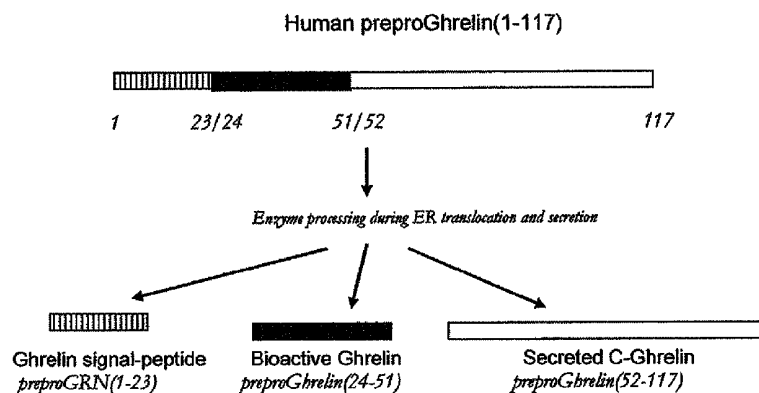 Human preproGhrelin(1-117)
1 23/24 51/52 117
Enzyme processing during ER translocation and secretion
Ghrelin signal-peptide Bioactive Ghrelin Secreted C-Ghrelin
preproGRN(1-23) preproGhrelin(24-51) preproGhrelin(52-117)